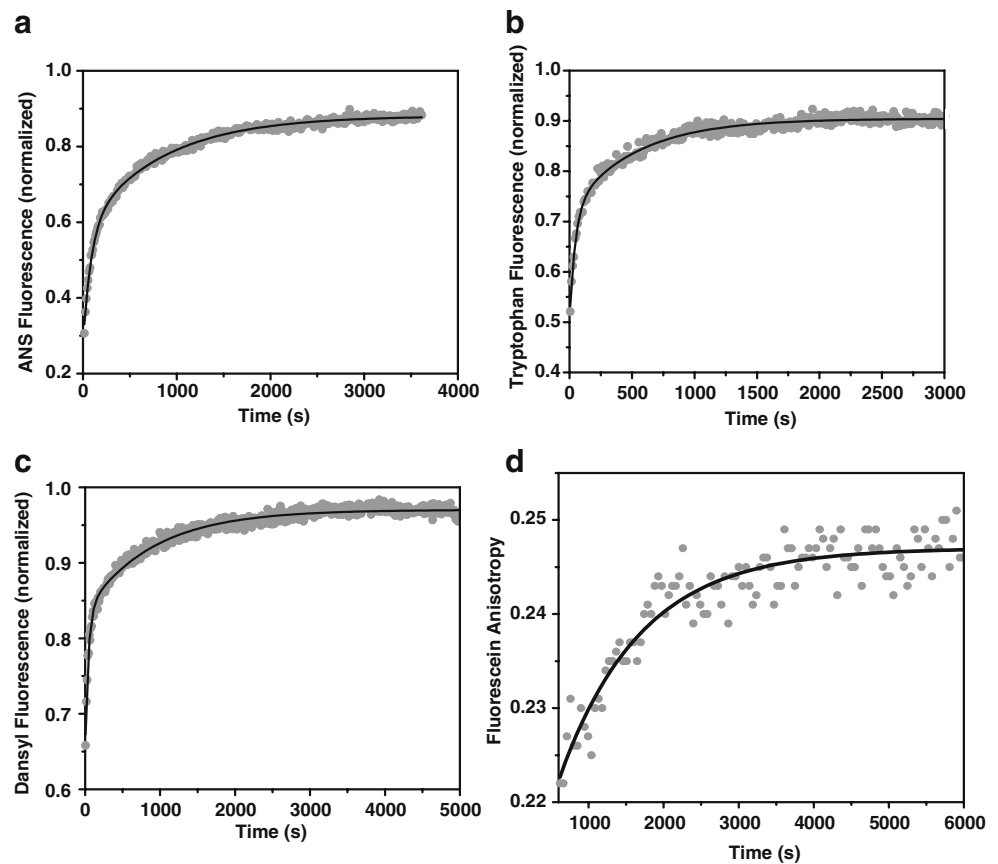 a
ANS Fluorescence (normalized)
1.0
0.8
0.6
0.4
0.2
0 1000 2000 3000 4000
Time (s)
b
Tryptophan Fluorescence (normalized)
1.0
0.9
0.8
0.7
0.6
0.5
0.4
0 500 1000 1500 2000 2500 3000
Time (s)
c
Dansyl Fluorescence (normalized)
1.0
0.9
0.8
0.7
0.6
0 1000 2000 3000 4000 5000
Time (s)
d
Fluorescein Anisotropy
0.25
0.24
0.23
0.22
1000 2000 3000 4000 5000 6000
Time (s)